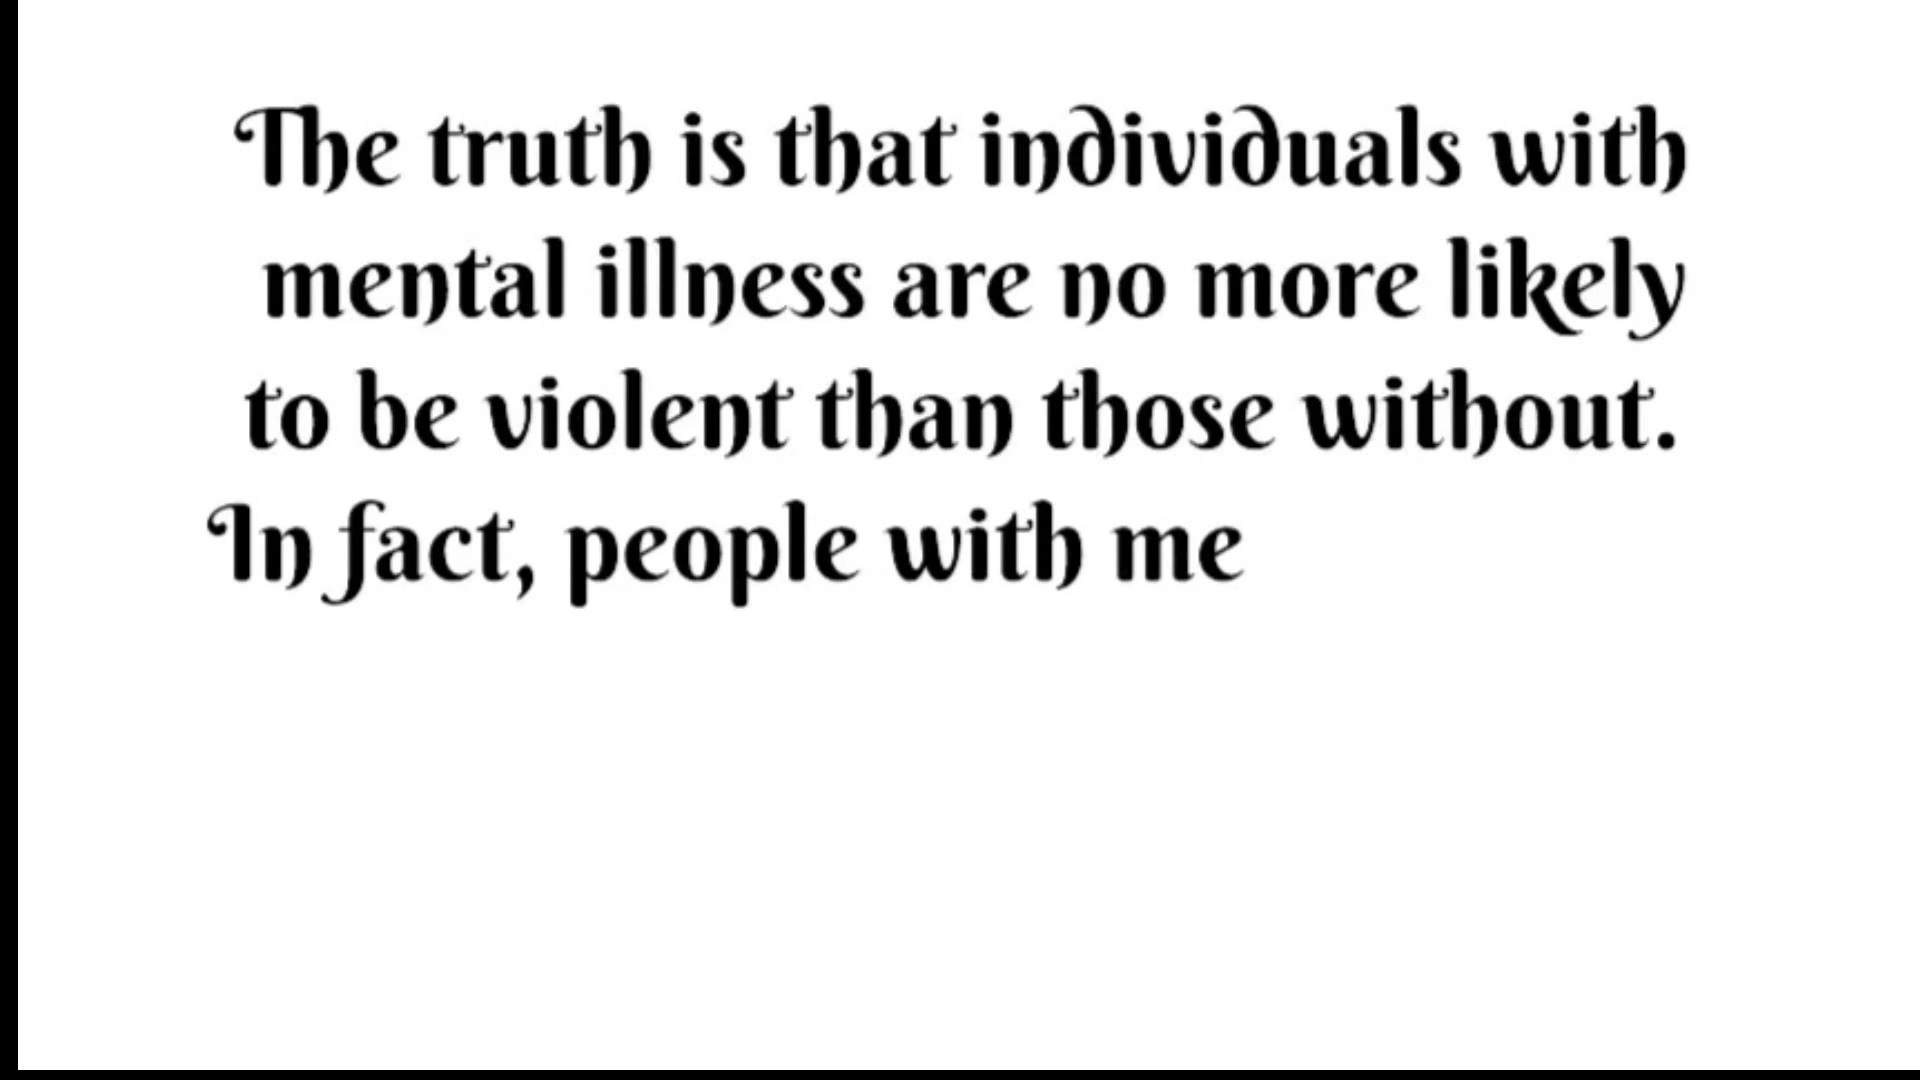 The truth is that individuals with
mental illness are no more likely
to be violent than those without.
In fact, people with me